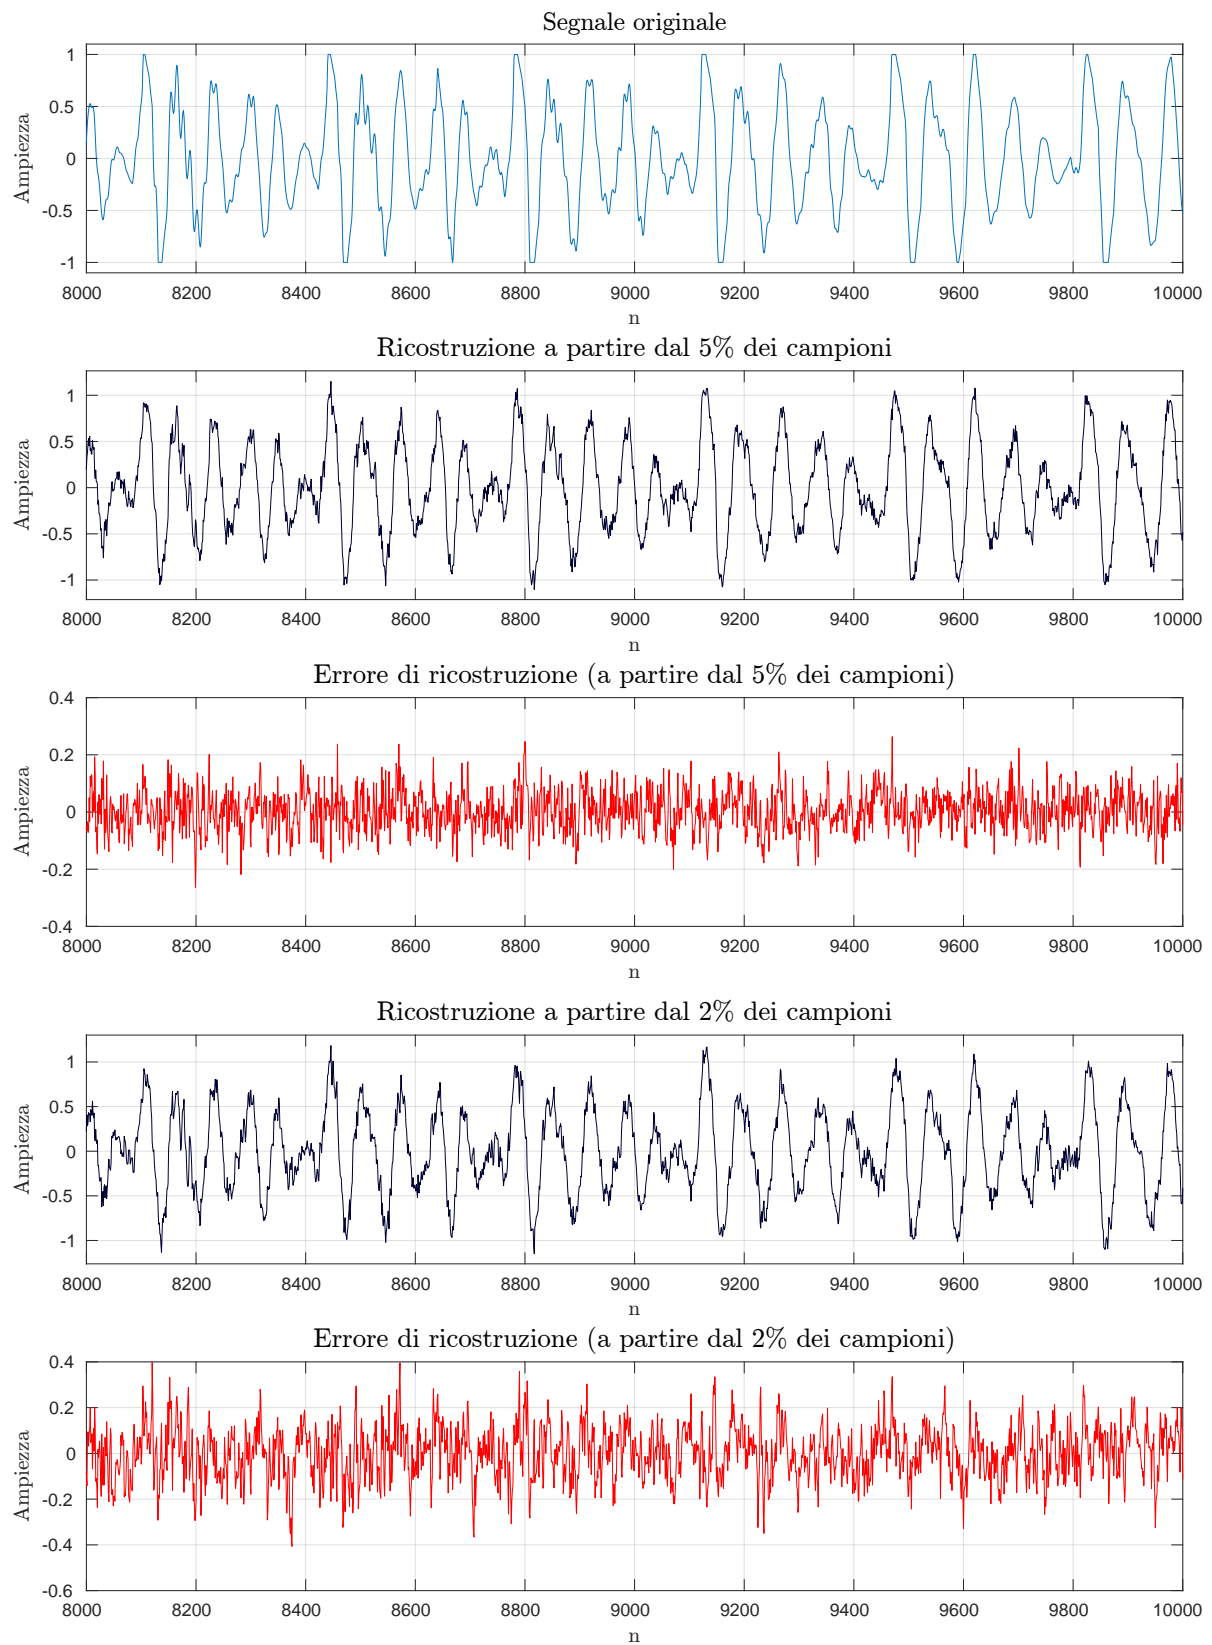 Segnale originale
1
0.5
0
-0.5
-1
Ampiezza
8000 8200 8400 8600 8800 9000 9200 9400 9600 9800 10000
n
Ricostruzione a partire dal 5% dei campioni
1
0.5
0
-0.5
-1
Ampiezza
8000 8200 8400 8600 8800 9000 9200 9400 9600 9800 10000
n
Errore di ricostruzione (a partire dal 5% dei campioni)
0.4
0.2
0
-0.2
-0.4
Ampiezza
8000 8200 8400 8600 8800 9000 9200 9400 9600 9800 10000
n
Ricostruzione a partire dal 2% dei campioni
1
0.5
0
-0.5
-1
Ampiezza
8000 8200 8400 8600 8800 9000 9200 9400 9600 9800 10000
n
Errore di ricostruzione (a partire dal 2% dei campioni)
0.4
0.2
0
-0.2
-0.4
-0.6
Ampiezza
8000 8200 8400 8600 8800 9000 9200 9400 9600 9800 10000
n